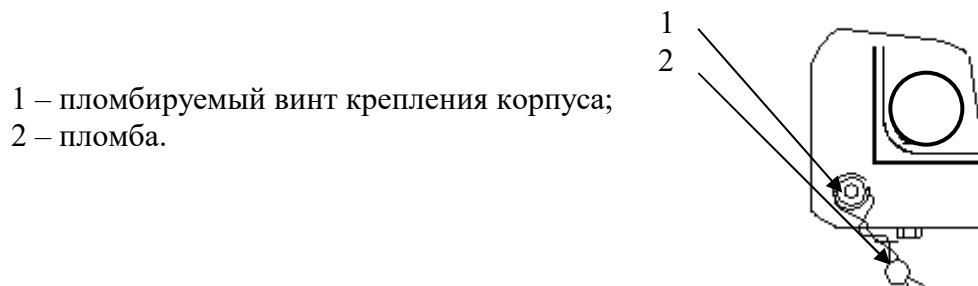 1
2
1 – пломбируемый винт крепления корпуса;
2 – пломба.